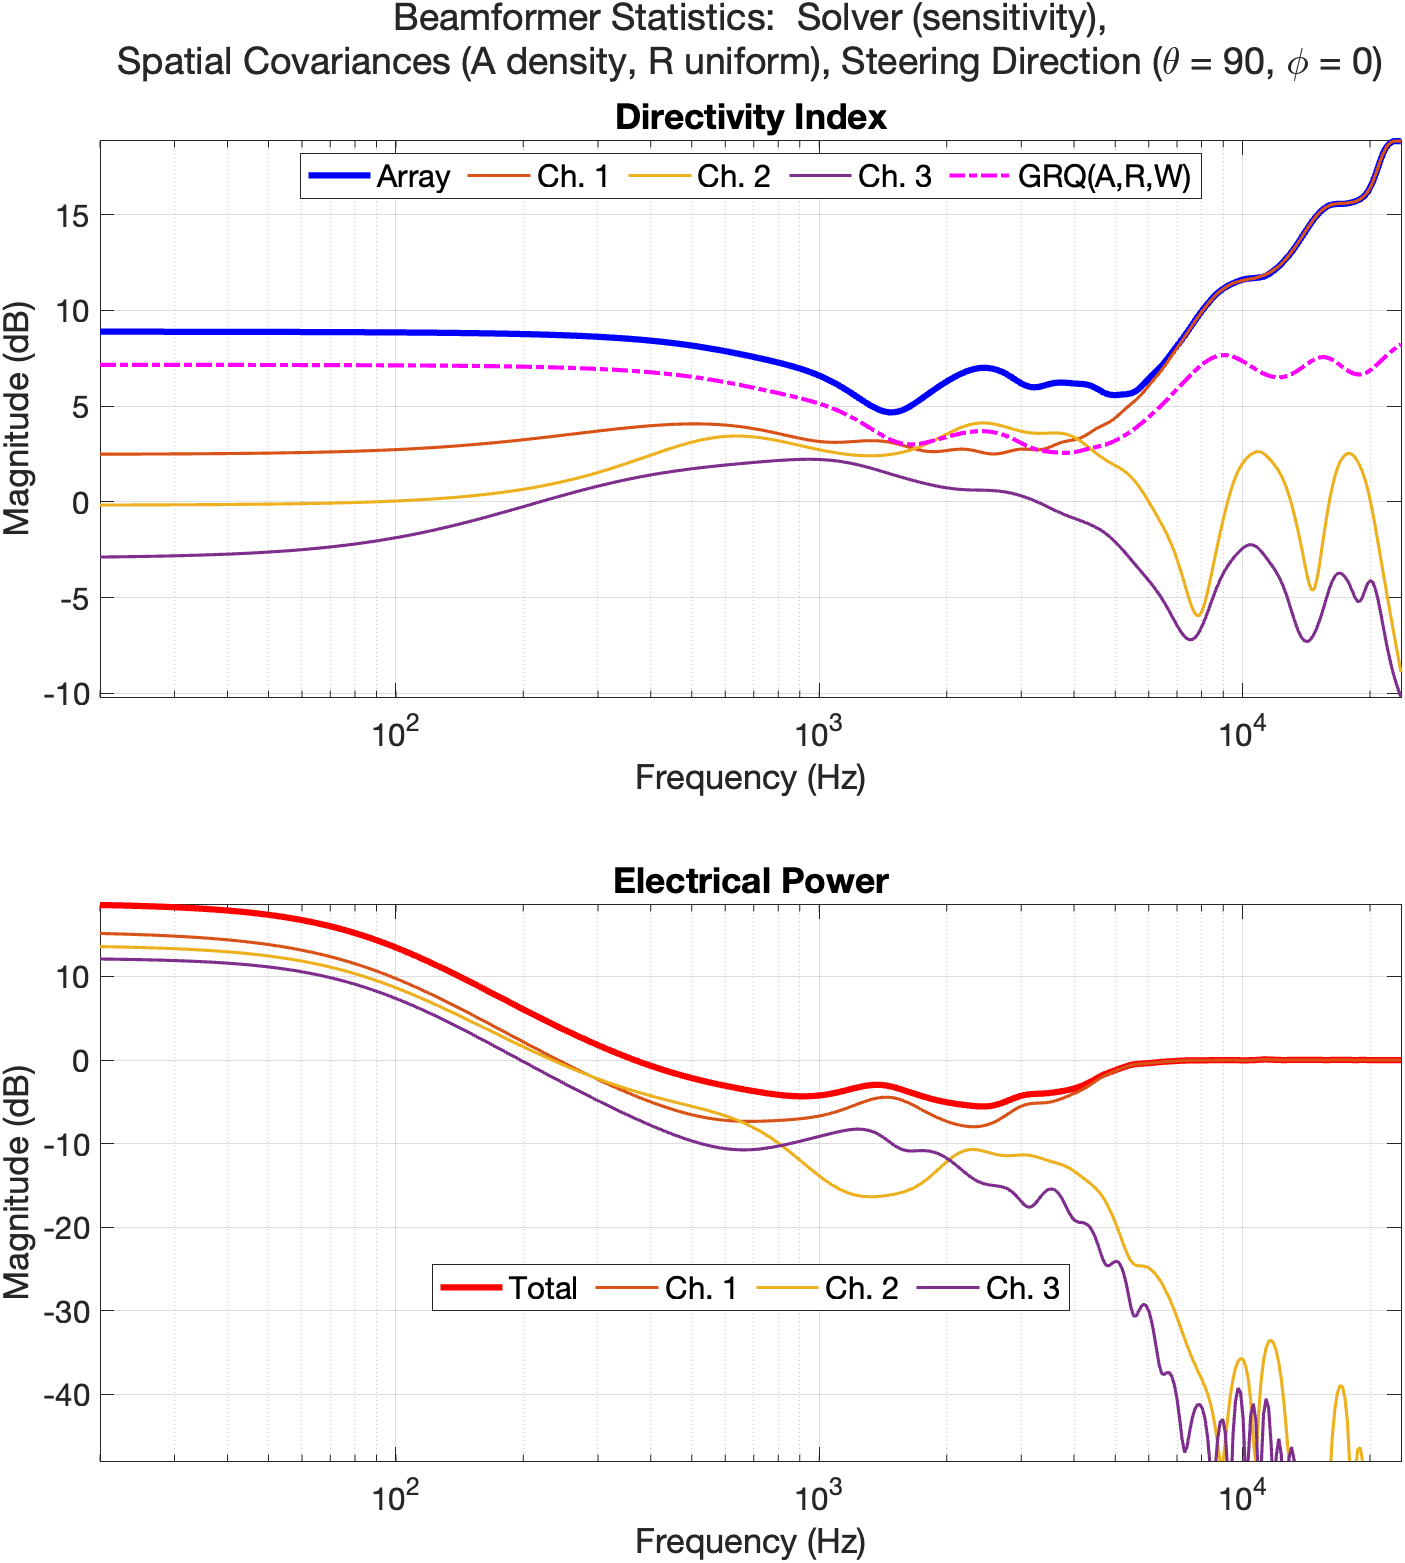 Beamformer Statistics: Solver (sensitivity),
Spatial Covariances (A density, R uniform), Steering Direction (θ = 90, ϕ = 0)
Directivity Index
Array Ch. 1 Ch. 2 Ch. 3 GRQ(A,R,W)
Magnitude (dB)
15
10
5
0
-5
-10
10^2 10^3 10^4
Frequency (Hz)
Electrical Power
Magnitude (dB)
10
0
-10
-20
-30
-40
Total Ch. 1 Ch. 2 Ch. 3
10^2 10^3 10^4
Frequency (Hz)